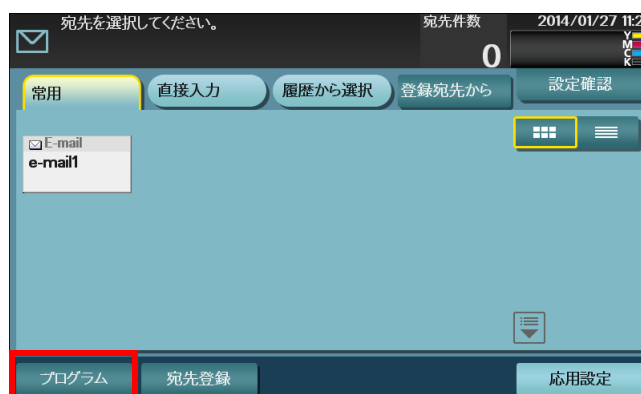 宛先を選択してください。
宛先件数
2014/01/27 11:2
0
Y
M
C
K
常用
直接入力
履歴から選択
登録宛先から
設定確認
E-mail
e-mail1
プログラム
宛先登録
応用設定